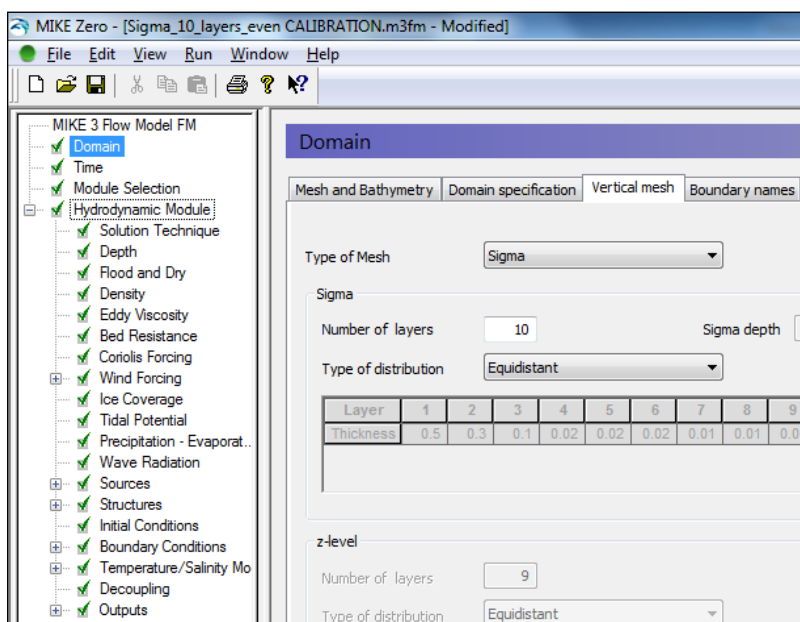 MIKE Zero - [Sigma_10_layers_even CALIBRATION.m3fm - Modified]
File Edit View Run Window Help
MIKE 3 Flow Model FM
Domain
Time
Module Selection
Hydrodynamic Module
Solution Technique
Depth
Flood and Dry
Density
Eddy Viscosity
Bed Resistance
Coriolis Forcing
Wind Forcing
Ice Coverage
Tidal Potential
Precipitation - Evaporat..
Wave Radiation
Sources
Structures
Initial Conditions
Boundary Conditions
Temperature/Salinity Mo
Decoupling
Outputs
Domain
Mesh and Bathymetry Domain specification Vertical mesh Boundary names
Type of Mesh Sigma
Sigma
Number of layers 10 Sigma depth
Type of distribution Equidistant
Layer 1 2 3 4 5 6 7 8 9
Thickness 0.5 0.3 0.1 0.02 0.02 0.02 0.01 0.01 0.0
z-level
Number of layers 9
Type of distribution Equidistant